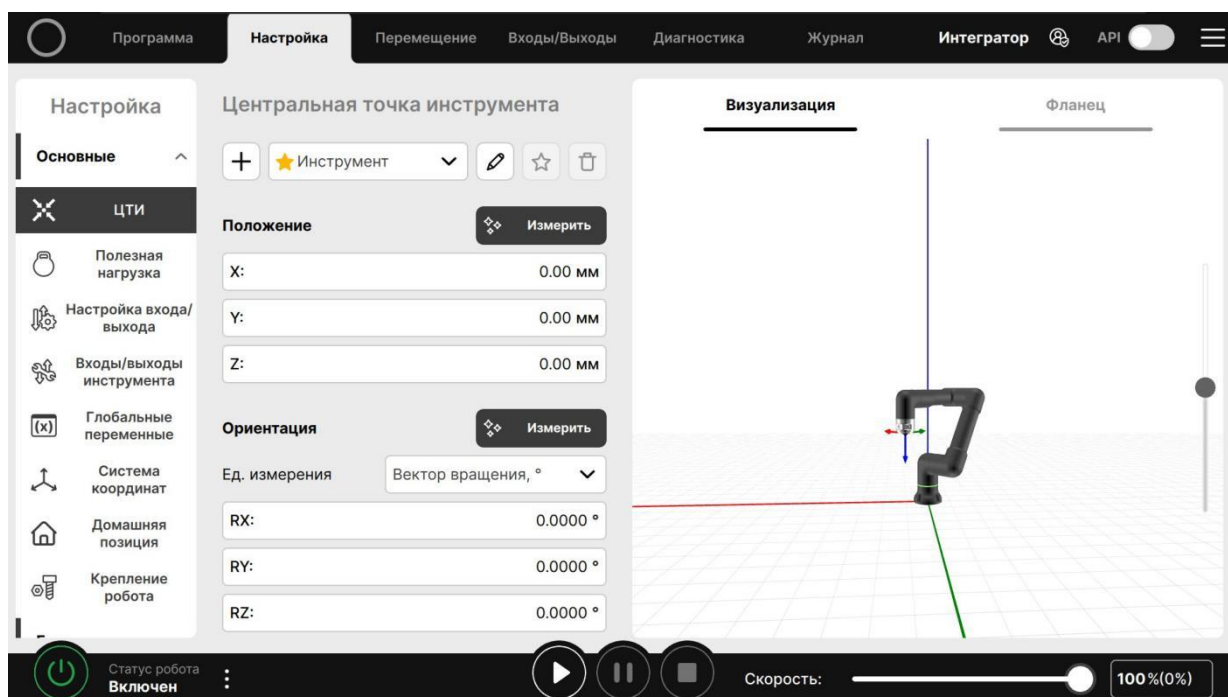 Программа
Настройка
Перемещение
Входы/Выходы
Диагностика
Журнал
Интегратор
API
Настройка
Основные
ЦТИ
Полезная
нагрузка
Настройка входа/
выхода
Входы/выходы
инструмента
(x)
Глобальные
переменные
Система
координат
Домашняя
позиция
Крепление
робота
Центральная точка инструмента
Инструмент
Положение
Измерить
X: 0.00 мм
Y: 0.00 мм
Z: 0.00 мм
Ориентация
Измерить
Ед. измерения
Вектор вращения, °
RX: 0.0000 °
RY: 0.0000 °
RZ: 0.0000 °
Визуализация
Фланец
Статус робота
Включен
Скорость:
100%(0%)